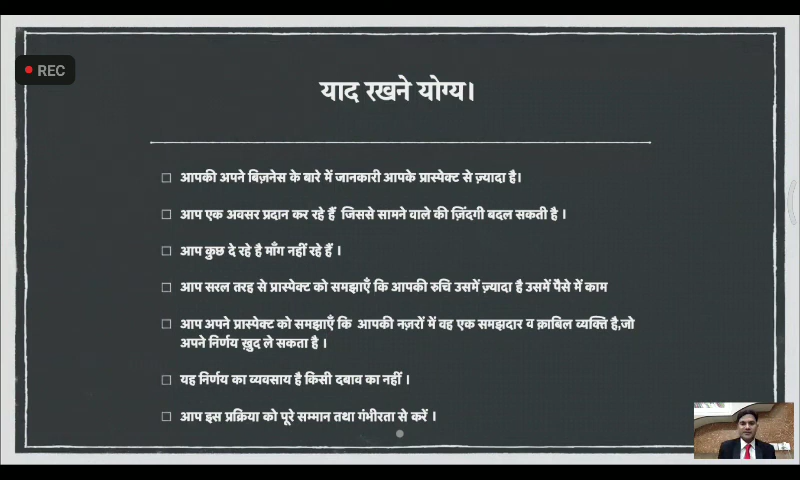 REC
याद रखने योग्य।
आपकी अपने बिज़नेस के बारे में जानकारी आपके प्रास्पेक्ट से ज़्यादा है।
आप एक अवसर प्रदान कर रहे हैं जिससे सामने वाले की ज़िंदगी बदल सकती है ।
आप कुछ दे रहे है माँग नहीं रहे हैं ।
आप सरल तरह से प्रास्पेक्ट को समझाएँ कि आपकी रुचि उसमें ज़्यादा है उसमें पैसे में काम
आप अपने प्रास्पेक्ट को समझाएँ कि आपकी नज़रों में वह एक समझदार व क़ाबिल व्यक्ति है,जो
अपने निर्णय ख़ुद ले सकता है ।
यह निर्णय का व्यवसाय है किसी दबाव का नहीं ।
आप इस प्रक्रिया को पूरे सम्मान तथा गंभीरता से करें ।